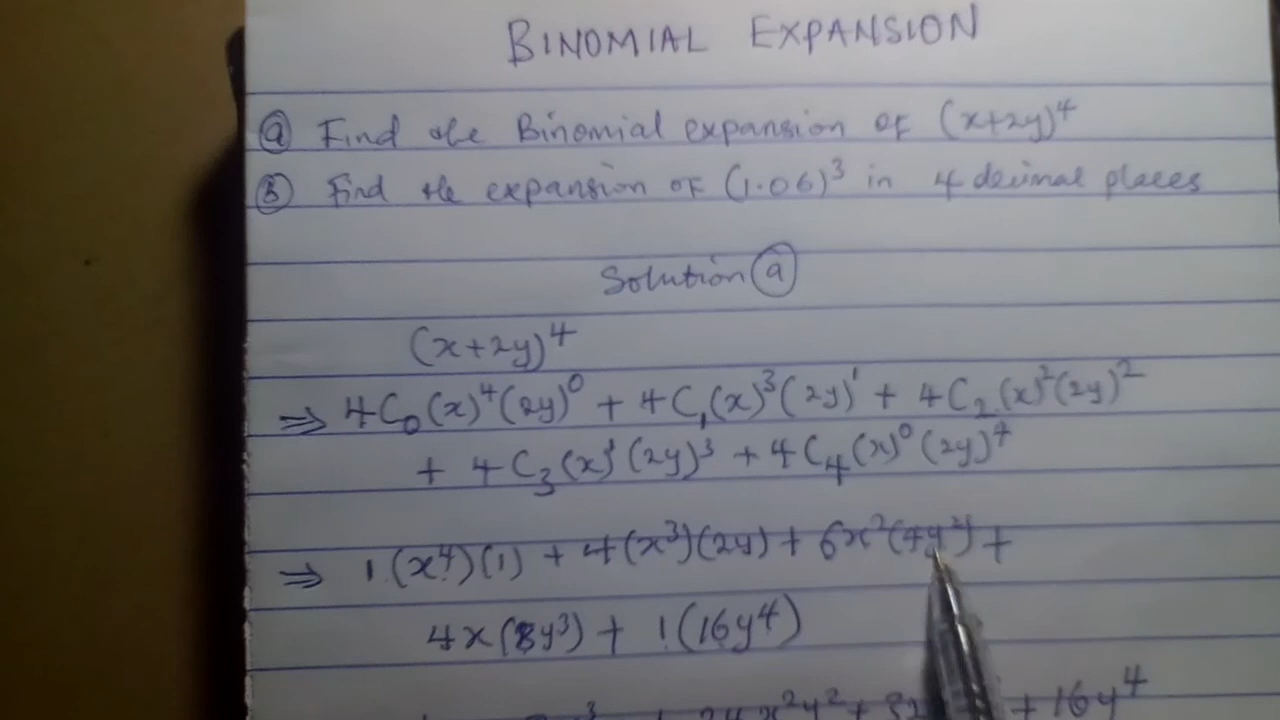 BINOMIAL EXPANSION
(a) Find the Binomial expansion of (x+2y)⁴
(B) Find the expansion of (1.06)³ in 4 decimal places
Solution (a)
(x+2y)⁴
⇒ 4C₀(x)⁴(2y)⁰ + 4C₁(x)³(2y)¹ + 4C₂(x)²(2y)²
+ 4C₃(x)¹(2y)³ + 4C₄(x)⁰(2y)⁴
⇒ 1(x⁴)(1) + 4(x³)(2y) + 6x²(4y²) +
4x(8y³) + 1(16y⁴)
24x²y² + 32 + 16y⁴